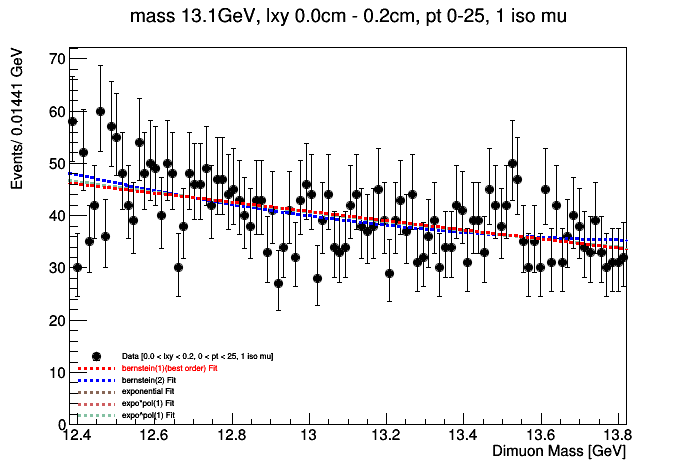 mass 13.1GeV, lxy 0.0cm - 0.2cm, pt 0-25, 1 iso mu
Events/ 0.01441 GeV
70
60
50
40
30
20
10
0
Data [0.0 < lxy < 0.2, 0 < pt < 25, 1 iso mu]
bernstein(1)(best order) Fit
bernstein(2) Fit
exponential Fit
expo*pol(1) Fit
expo^pol(1) Fit
12.4 12.6 12.8 13 13.2 13.4 13.6 13.8
Dimuon Mass [GeV]